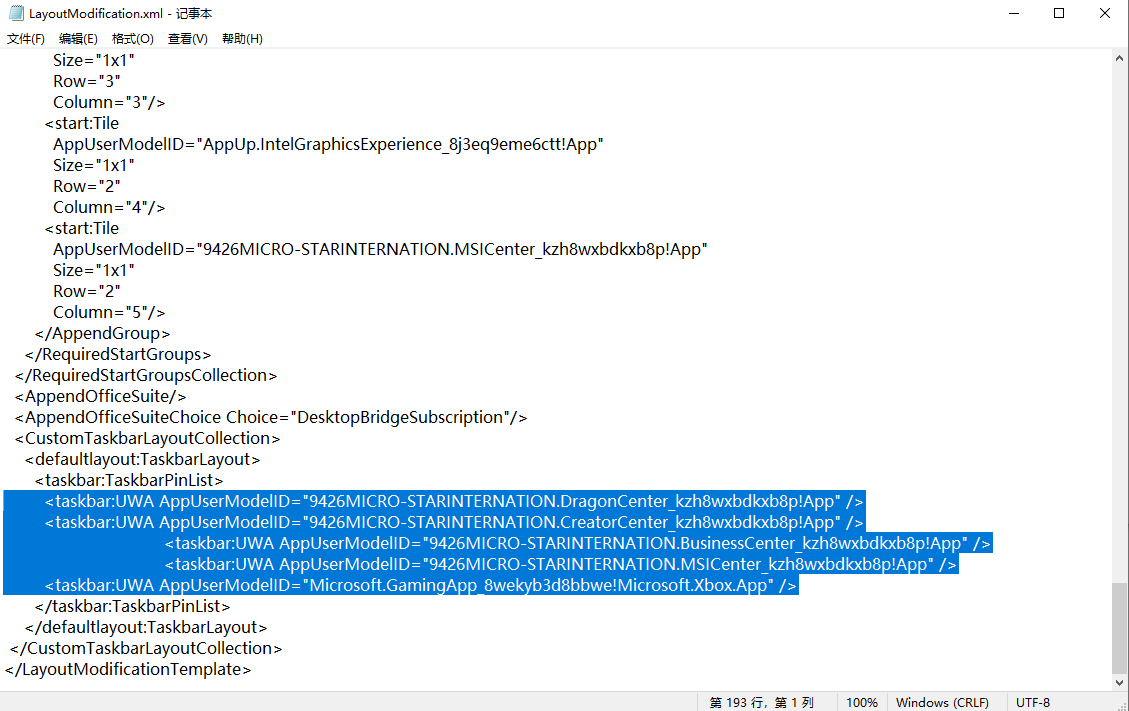 LayoutModification.xml - 记事本
文件(F) 编辑(E) 格式(O) 查看(V) 帮助(H)
Size="1x1"
Row="3"
Column="3"/>
<start:Tile
AppUserModelID="AppUp.IntelGraphicsExperience_8j3eq9eme6ctt!App"
Size="1x1"
Row="2"
Column="4"/>
<start:Tile
AppUserModelID="9426MICRO-STARINTERNATION.MSICenter_kzh8wxbdkxb8p!App"
Size="1x1"
Row="2"
Column="5"/>
</AppendGroup>
</RequiredStartGroups>
</RequiredStartGroupsCollection>
<AppendOfficeSuite/>
<AppendOfficeSuiteChoice Choice="DesktopBridgeSubscription"/>
<CustomTaskbarLayoutCollection>
<defaultlayout:TaskbarLayout>
<taskbar:TaskbarPinList>
<taskbar:UWA AppUserModelID="9426MICRO-STARINTERNATION.DragonCenter_kzh8wxbdkxb8p!App" />
<taskbar:UWA AppUserModelID="9426MICRO-STARINTERNATION.CreatorCenter_kzh8wxbdkxb8p!App" />
<taskbar:UWA AppUserModelID="9426MICRO-STARINTERNATION.BusinessCenter_kzh8wxbdkxb8p!App" />
<taskbar:UWA AppUserModelID="9426MICRO-STARINTERNATION.MSICenter_kzh8wxbdkxb8p!App" />
<taskbar:UWA AppUserModelID="Microsoft.GamingApp_8wekyb3d8bbwe!Microsoft.Xbox.App" />
</taskbar:TaskbarPinList>
</defaultlayout:TaskbarLayout>
</CustomTaskbarLayoutCollection>
</LayoutModificationTemplate>
第 193 行，第 1 列 100% Windows (CRLF) UTF-8